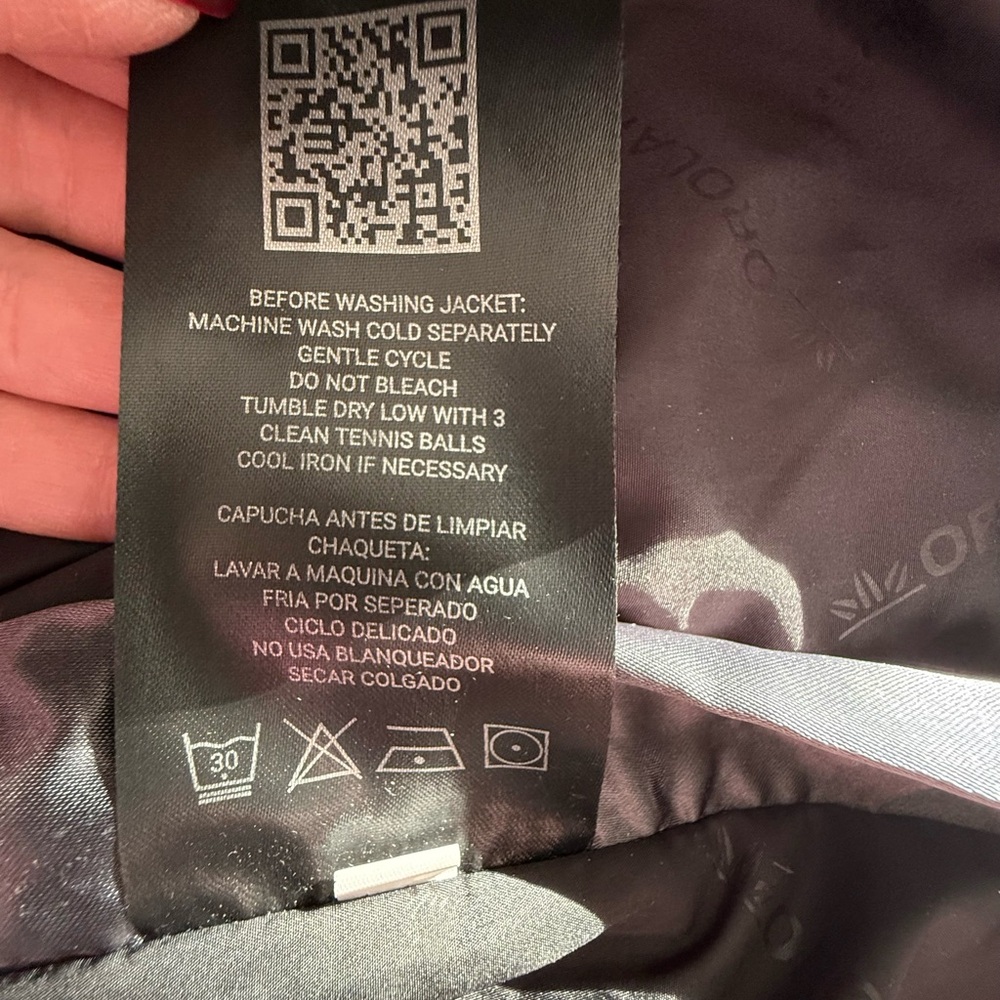 BEFORE WASHING JACKET:
MACHINE WASH COLD SEPARATELY
GENTLE CYCLE
DO NOT BLEACH
TUMBLE DRY LOW WITH 3
CLEAN TENNIS BALLS
COOL IRON IF NECESSARY
CAPUCHA ANTES DE LIMPIAR
CHAQUETA:
LAVAR A MAQUINA CON AGUA
FRIA POR SEPERADO
CICLO DELICADO
NO USA BLANQUEADOR
SECAR COLGADO
30